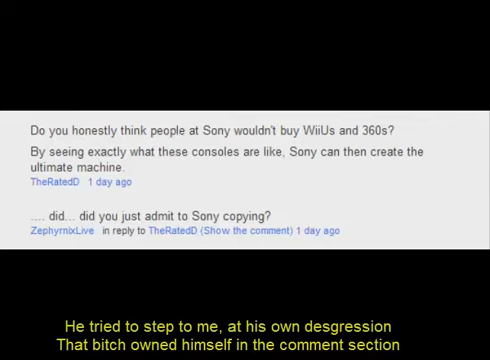 Do you honestly think people at Sony wouldn't buy WiiUs and 360s?
By seeing exactly what these consoles are like, Sony can then create the
ultimate machine.
TheRatedD 1 day ago
.... did... did you just admit to Sony copying?
ZephyrnixLive in reply to TheRatedD (Show the comment) 1 day ago
He tried to step to me, at his own desgression
That bitch owned himself in the comment section